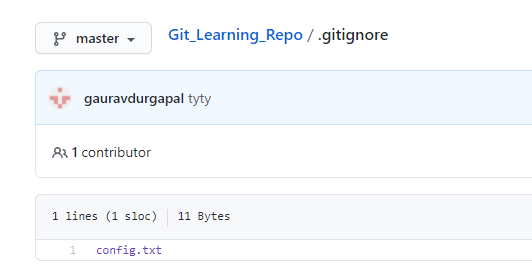 master Git_Learning_Repo / .gitignore
gauravdurgapal tyty
1 contributor
1 lines (1 sloc) 11 Bytes
1 config.txt